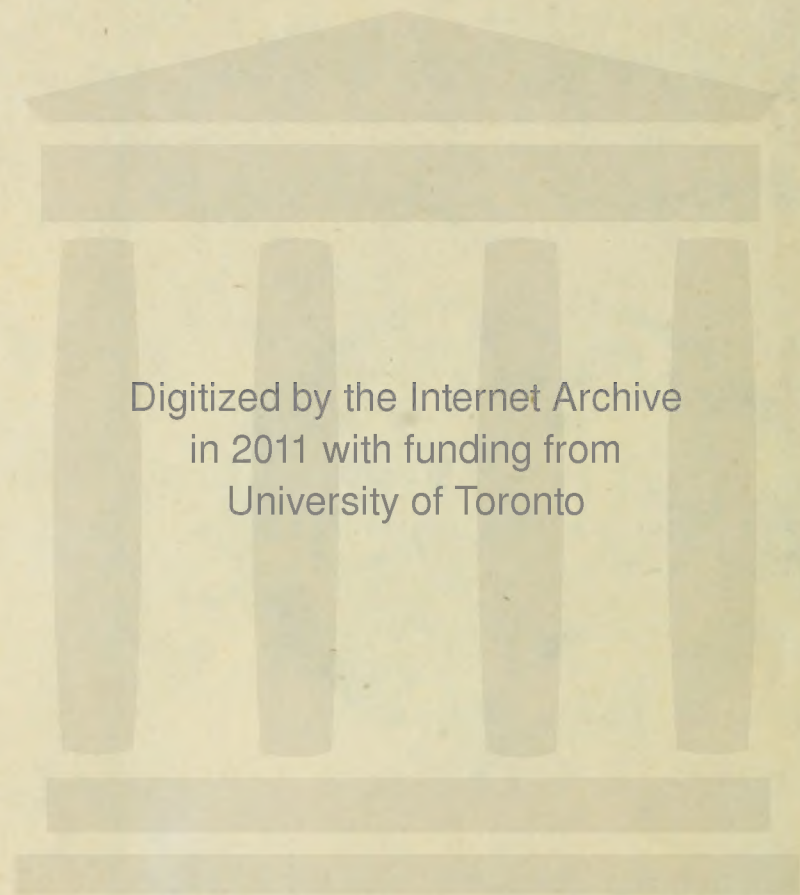 Digitized by the Internet Archive
in 2011 with funding from
University of Toronto